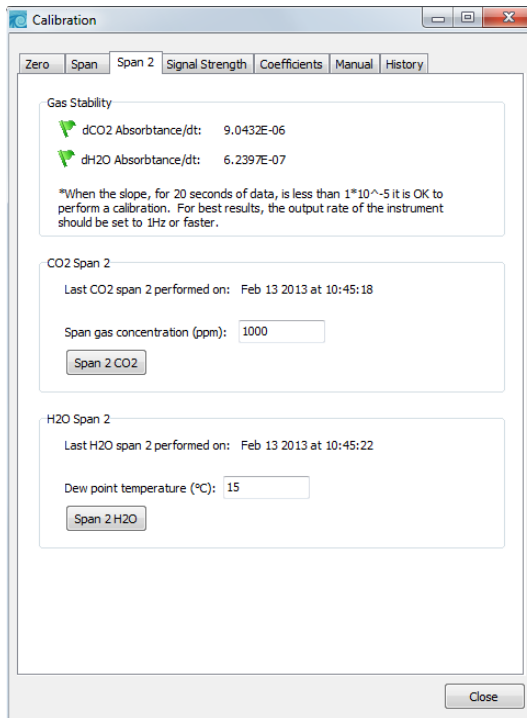 Calibration
Zero Span Span 2 Signal Strength Coefficients Manual History
Gas Stability
dCO2 Absorbtance/dt: 9.0432E-06
dH2O Absorbtance/dt: 6.2397E-07
*When the slope, for 20 seconds of data, is less than 1*10^-5 it is OK to
perform a calibration. For best results, the output rate of the instrument
should be set to 1Hz or faster.
CO2 Span 2
Last CO2 span 2 performed on: Feb 13 2013 at 10:45:18
Span gas concentration (ppm): 1000
Span 2 CO2
H2O Span 2
Last H2O span 2 performed on: Feb 13 2013 at 10:45:22
Dew point temperature (°C): 15
Span 2 H2O
Close